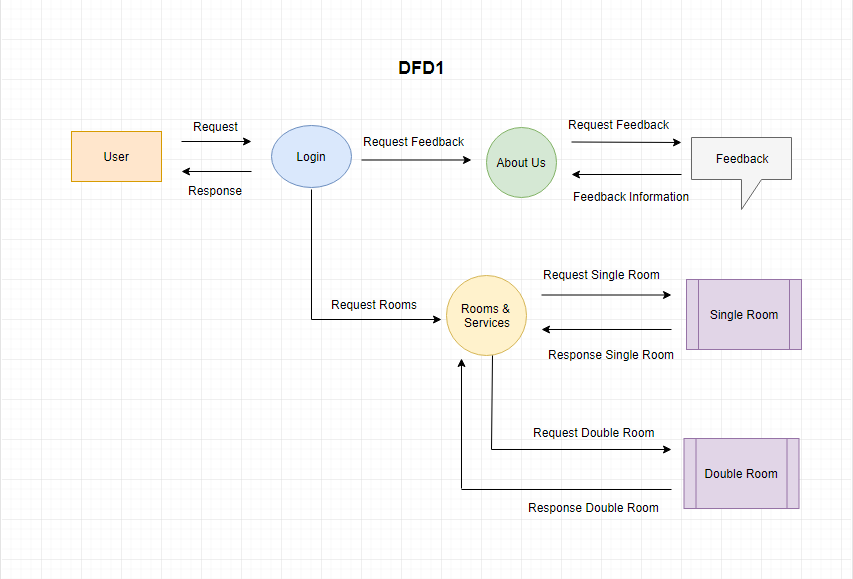 DFD1
Request
User
Response
Login
Request Feedback
About Us
Request Feedback
Feedback Information
Feedback
Request Rooms
Rooms &
Services
Request Single Room
Response Single Room
Single Room
Request Double Room
Response Double Room
Double Room